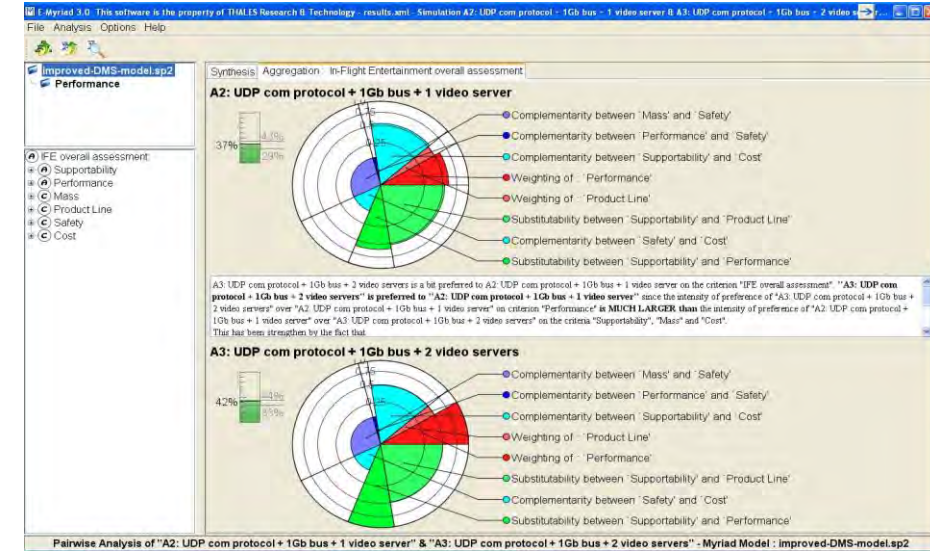 E-Myriad 3.0 This software is the property of THALES Research & Technology - results.xml - Simulation A2: UDP com protocol + 1Gb bus + 1 video server & A3: UDP com protocol + 1Gb bus + 2 video
File Analysis Options Help
improved-DMS-model.sp2
Performance
IFE overall assessment
Supportability
Performance
Mass
Product Line
Safety
Cost
Synthesis Aggregation In-Flight Entertainment overall assessment
A2: UDP com protocol + 1Gb bus + 1 video server
37%
43%
29%
0.75
0.25
Complementarity between `Mass' and `Safety'
Complementarity between `Performance' and `Safety'
Complementarity between `Supportability' and `Cost'
Weighting of : `Performance'
Weighting of : `Product Line'
Substitutability between `Supportability' and `Product Line'
Complementarity between `Safety' and `Cost'
Substitutability between `Supportability' and `Performance'
A3: UDP com protocol + 1Gb bus + 2 video servers is a bit preferred to A2: UDP com protocol + 1Gb bus + 1 video server on the criterion "IFE overall assessment". "A3: UDP com
protocol + 1Gb bus + 2 video servers" is preferred to "A2: UDP com protocol + 1Gb bus + 1 video server" since the intensity of preference of "A3: UDP com protocol + 1Gb bus +
2 video servers" over "A2: UDP com protocol + 1Gb bus + 1 video server" on criterion "Performance" is MUCH LARGER than the intensity of preference of "A2: UDP com protocol +
1Gb bus + 1 video server" over "A3: UDP com protocol + 1Gb bus + 2 video servers" on the criteria "Supportability", "Mass" and "Cost".
This has been strengthen by the fact that
A3: UDP com protocol + 1Gb bus + 2 video servers
42%
0.75
0.25
Complementarity between `Mass' and `Safety'
Complementarity between `Performance' and `Safety'
Complementarity between `Supportability' and `Cost'
Weighting of : `Product Line'
Weighting of : `Performance'
Substitutability between `Supportability' and `Product Line'
Complementarity between `Safety' and `Cost'
Substitutability between `Supportability' and `Performance'
Pairwise Analysis of "A2: UDP com protocol + 1Gb bus + 1 video server" & "A3: UDP com protocol + 1Gb bus + 2 video servers" - Myriad Model : improved-DMS-model.sp2